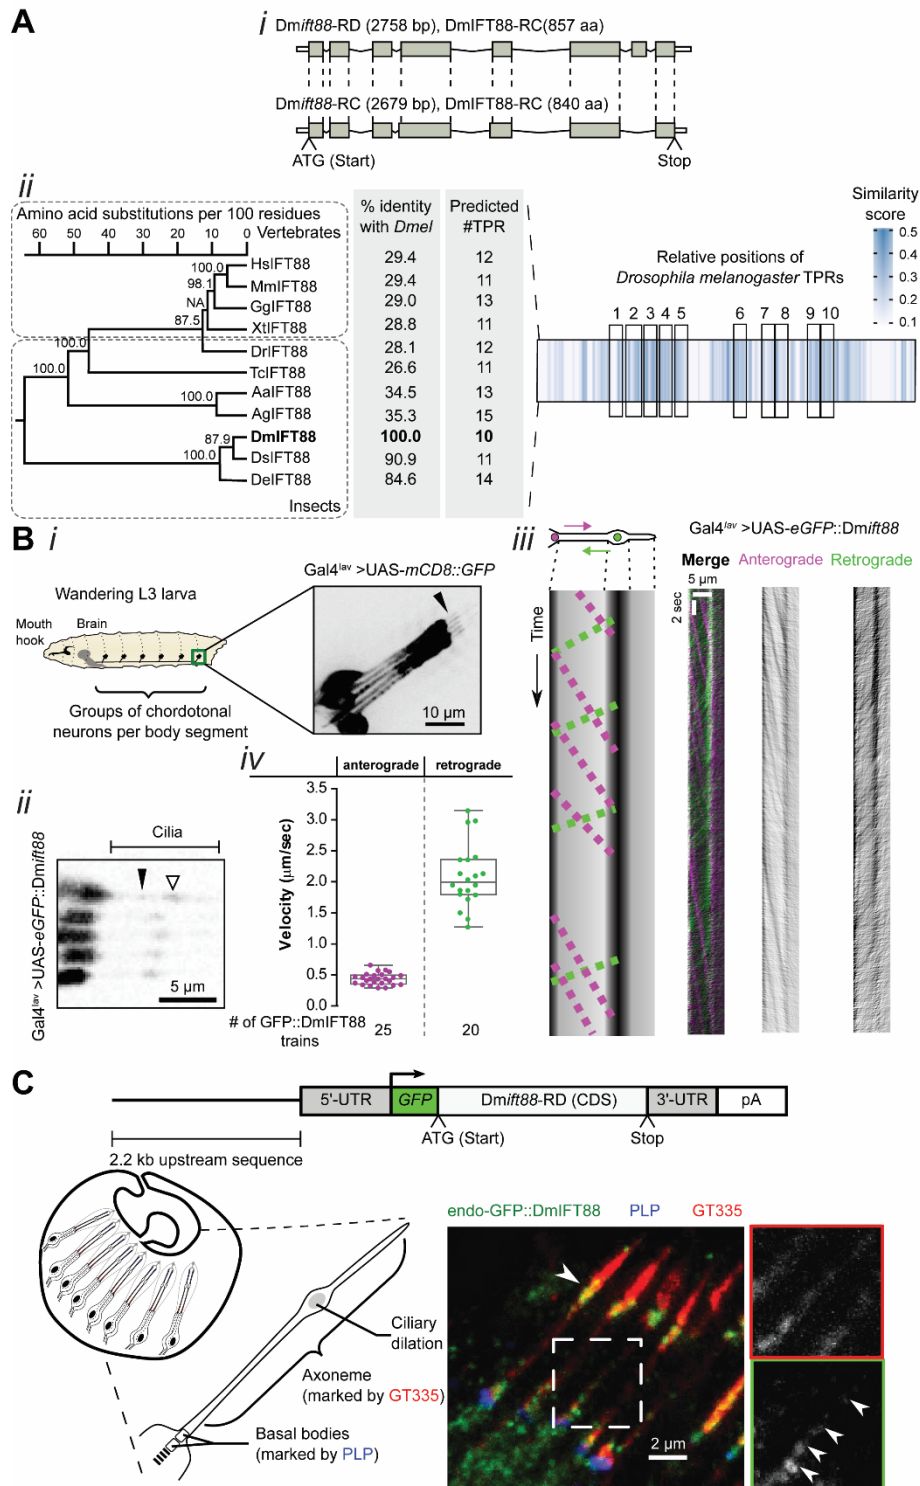 A
i
Dmift88-RD (2758 bp), DmIFT88-RC(857 aa)
Dmift88-RC (2679 bp), DmIFT88-RC (840 aa)
ATG (Start)
Stop
ii
Amino acid substitutions per 100 residues
60 50 40 30 20 10 0
Vertebrates
% identity with Dmel
Predicted #TPR
HsIFT88 29.4 12
MmIFT88 29.4 11
GgIFT88 29.0 13
XtIFT88 28.8 11
DrIFT88 28.1 12
TcIFT88 26.6 11
AaIFT88 34.5 13
AgIFT88 35.3 15
DmIFT88 100.0 10
DsIFT88 90.9 11
DeIFT88 84.6 14
100.0
98.1
NA
87.5
100.0
100.0
100.0
87.9
100.0
Insects
Relative positions of
Drosophila melanogaster TPRs
1 2 3 4 5 6 7 8 9 10
Similarity
score
0.5
0.4
0.3
0.2
0.1
B
i
Wandering L3 larva
Mouth
hook
Brain
Groups of chordotonal
neurons per body segment
Gal4Iav >UAS-mCD8::GFP
10 µm
ii
Gal4Iav >UAS-eGFP::Dmift88
Cilia
5 µm
iii
Time
Gal4Iav >UAS-eGFP::Dmift88
Merge Anterograde Retrograde
5 µm
2 sec
iv
anterograde retrograde
Velocity (µm/sec)
3.5
3.0
2.5
2.0
1.5
1.0
0.5
0.0
# of GFP::DmIFT88
trains
25 20
C
5'-UTR GFP Dmift88-RD (CDS) 3'-UTR pA
ATG (Start)
Stop
2.2 kb upstream sequence
Ciliary
dilation
Axoneme
(marked by GT335)
Basal bodies
(marked by PLP)
endo-GFP::DmIFT88 PLP GT335
2 µm